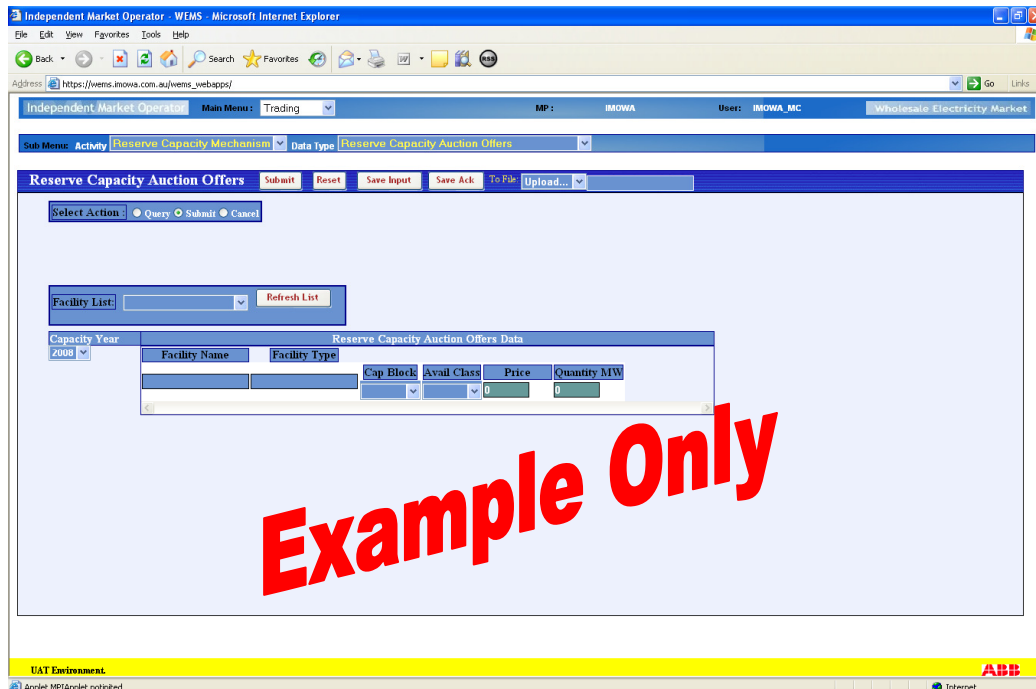 Independent Market Operator - WEMS - Microsoft Internet Explorer
File Edit View Favorites Tools Help
Back Search Favorites RSS
Address https://wems.imowa.com.au/wems_webapps/ Go Links
Independent Market Operator Main Menu : Trading MP : IMOWA User: IMOWA_MC Wholesale Electricity Market
Sub Menu: Activity Reserve Capacity Mechanism Data Type Reserve Capacity Auction Offers
Reserve Capacity Auction Offers Submit Reset Save Input Save Ack To File: Upload...
Select Action : Query Submit Cancel
Facility List: Refresh List
Capacity Year Reserve Capacity Auction Offers Data
2008 Facility Name Facility Type
Cap Block Avail Class Price Quantity MW
0 0
Example Only
UAT Environment. ABB
Applet MPIApplet notinited Internet